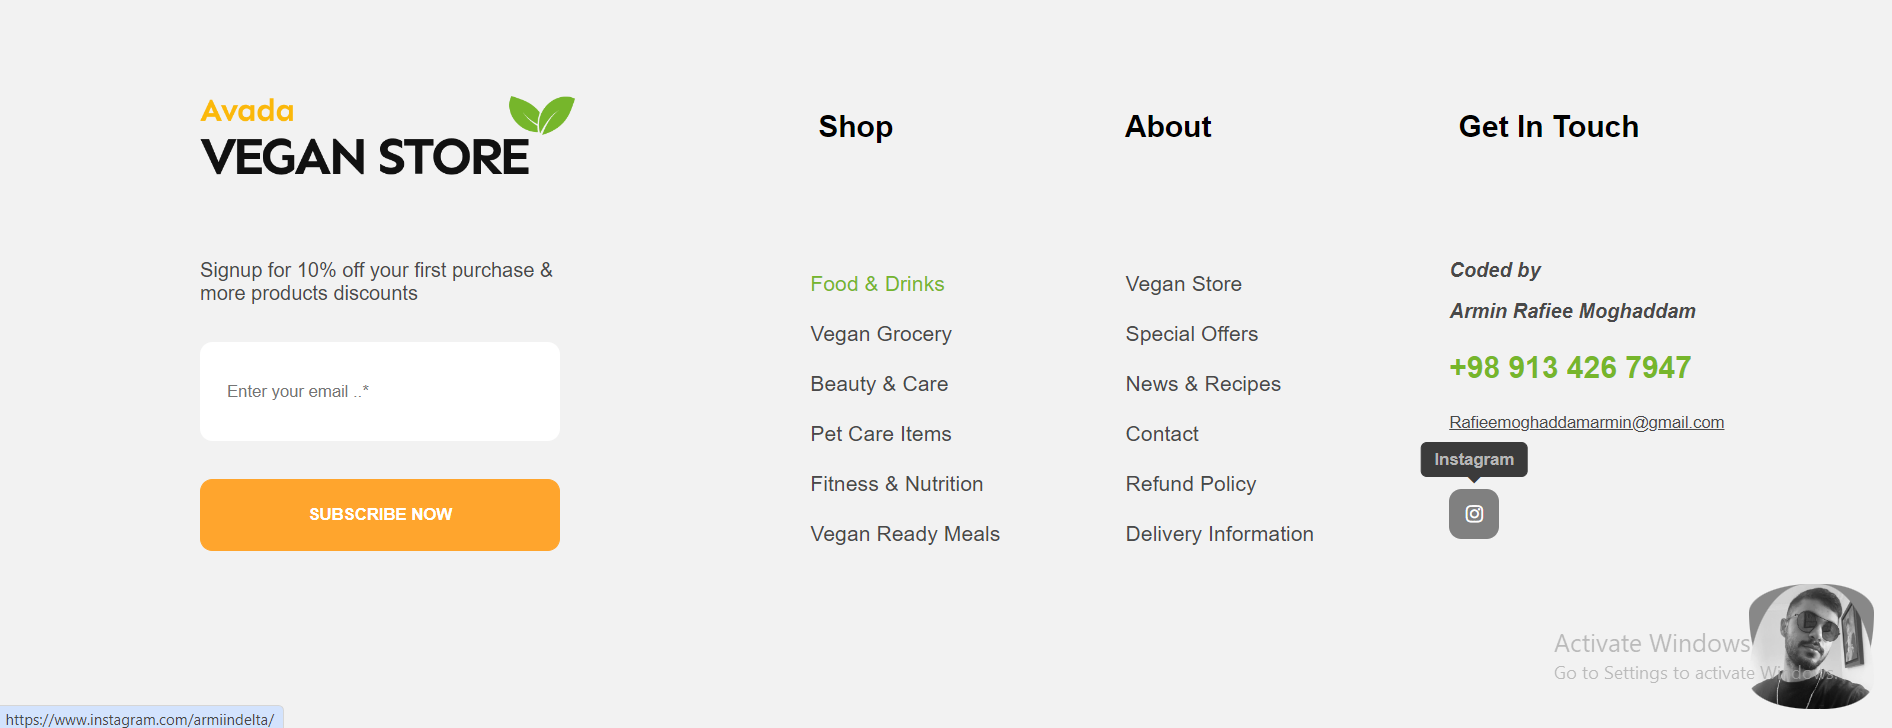 Avada
VEGAN STORE
Signup for 10% off your first purchase &
more products discounts
Enter your email ..*
SUBSCRIBE NOW
Shop
Food & Drinks
Vegan Grocery
Beauty & Care
Pet Care Items
Fitness & Nutrition
Vegan Ready Meals
About
Vegan Store
Special Offers
News & Recipes
Contact
Refund Policy
Delivery Information
Get In Touch
Coded by
Armin Rafiee Moghaddam
+98 913 426 7947
Rafieemoghaddamarmin@gmail.com
Instagram
Activate Windows
Go to Settings to activate Windows.
https://www.instagram.com/armiindelta/